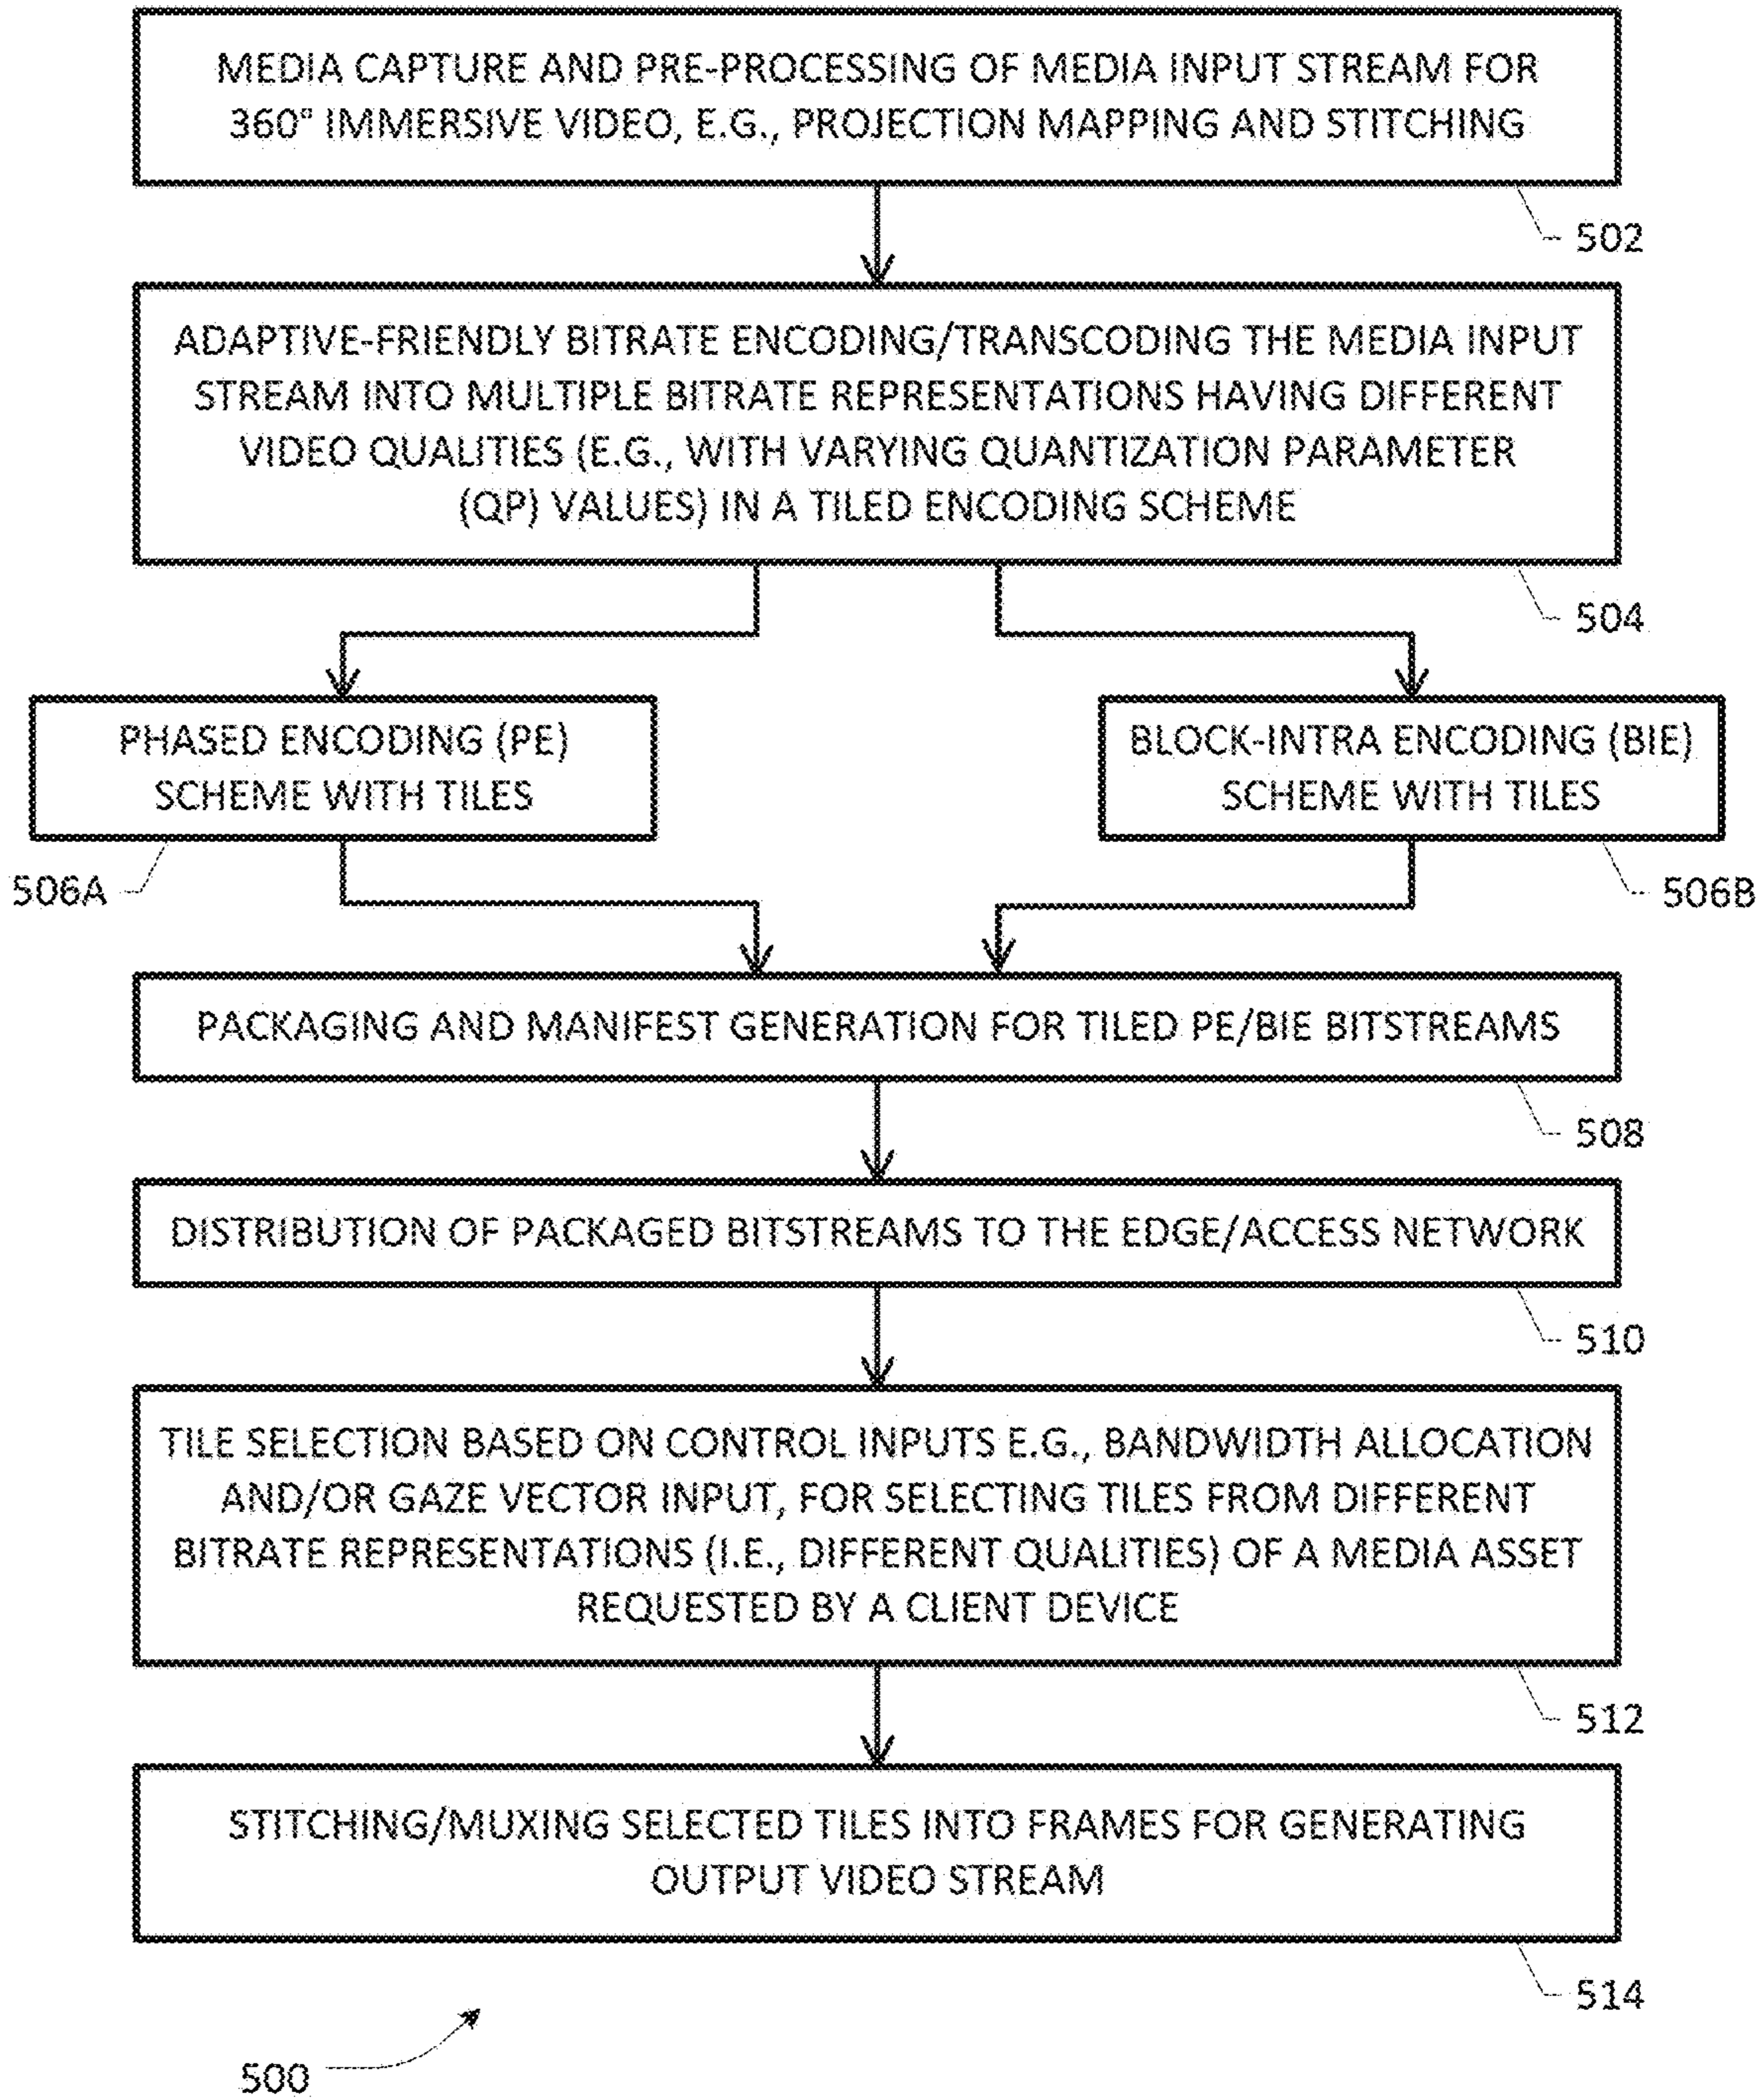 MEDIA CAPTURE AND PRE-PROCESSING OF MEDIA INPUT STREAM FOR
360° IMMERSIVE VIDEO, E.G., PROJECTION MAPPING AND STITCHING
502
ADAPTIVE-FRIENDLY BITRATE ENCODING/TRANSCODING THE MEDIA INPUT
STREAM INTO MULTIPLE BITRATE REPRESENTATIONS HAVING DIFFERENT
VIDEO QUALITIES (E.G., WITH VARYING QUANTIZATION PARAMETER
(QP) VALUES) IN A TILED ENCODING SCHEME
504
PHASED ENCODING (PE)
SCHEME WITH TILES
506A
BLOCK-INTRA ENCODING (BIE)
SCHEME WITH TILES
506B
PACKAGING AND MANIFEST GENERATION FOR TILED PE/BIE BITSTREAMS
508
DISTRIBUTION OF PACKAGED BITSTREAMS TO THE EDGE/ACCESS NETWORK
510
TILE SELECTION BASED ON CONTROL INPUTS E.G., BANDWIDTH ALLOCATION
AND/OR GAZE VECTOR INPUT, FOR SELECTING TILES FROM DIFFERENT
BITRATE REPRESENTATIONS (I.E., DIFFERENT QUALITIES) OF A MEDIA ASSET
REQUESTED BY A CLIENT DEVICE
512
STITCHING/MUXING SELECTED TILES INTO FRAMES FOR GENERATING
OUTPUT VIDEO STREAM
514
500